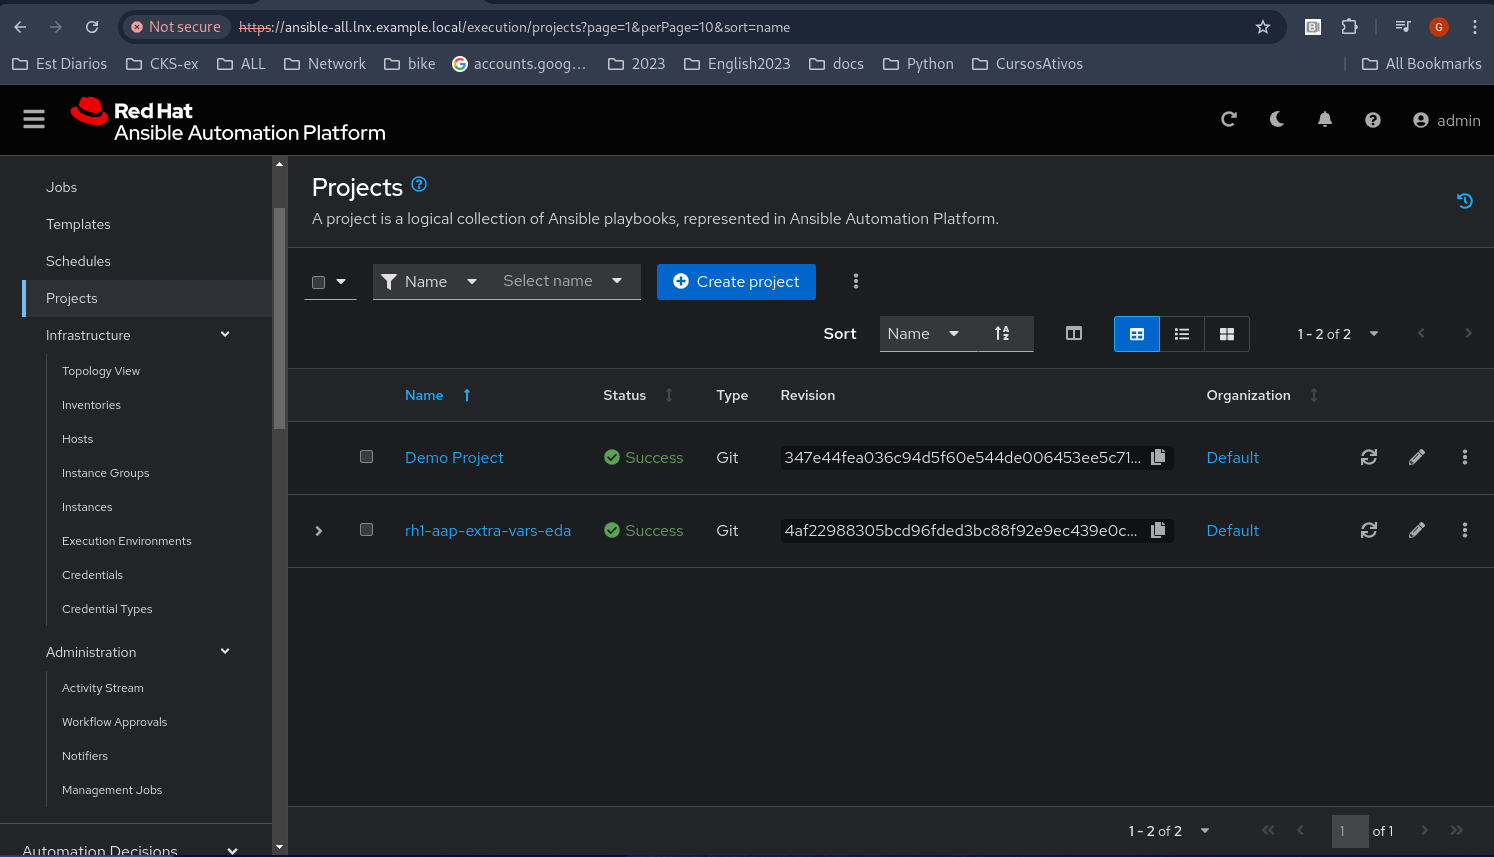 Not secure https://ansible-all.lnx.example.local/execution/projects?page=1&perPage=10&sort=name G
Est Diarios CKS-ex ALL Network bike accounts.goog... 2023 English2023 docs Python CursosAtivos All Bookmarks
Red Hat
Ansible Automation Platform
admin
Jobs
Templates
Schedules
Projects
Infrastructure
Topology View
Inventories
Hosts
Instance Groups
Instances
Execution Environments
Credentials
Credential Types
Administration
Activity Stream
Workflow Approvals
Notifiers
Management Jobs
Automation Decisions
Projects
A project is a logical collection of Ansible playbooks, represented in Ansible Automation Platform.
Name Select name Create project
Sort Name 1 - 2 of 2
Name Status Type Revision Organization
Demo Project Success Git 347e44fea036c94d5f60e544de006453ee5c71... Default
rh1-aap-extra-vars-eda Success Git 4af22988305bcd96fded3bc88f92e9ec439e0c... Default
1 - 2 of 2 1 of 1